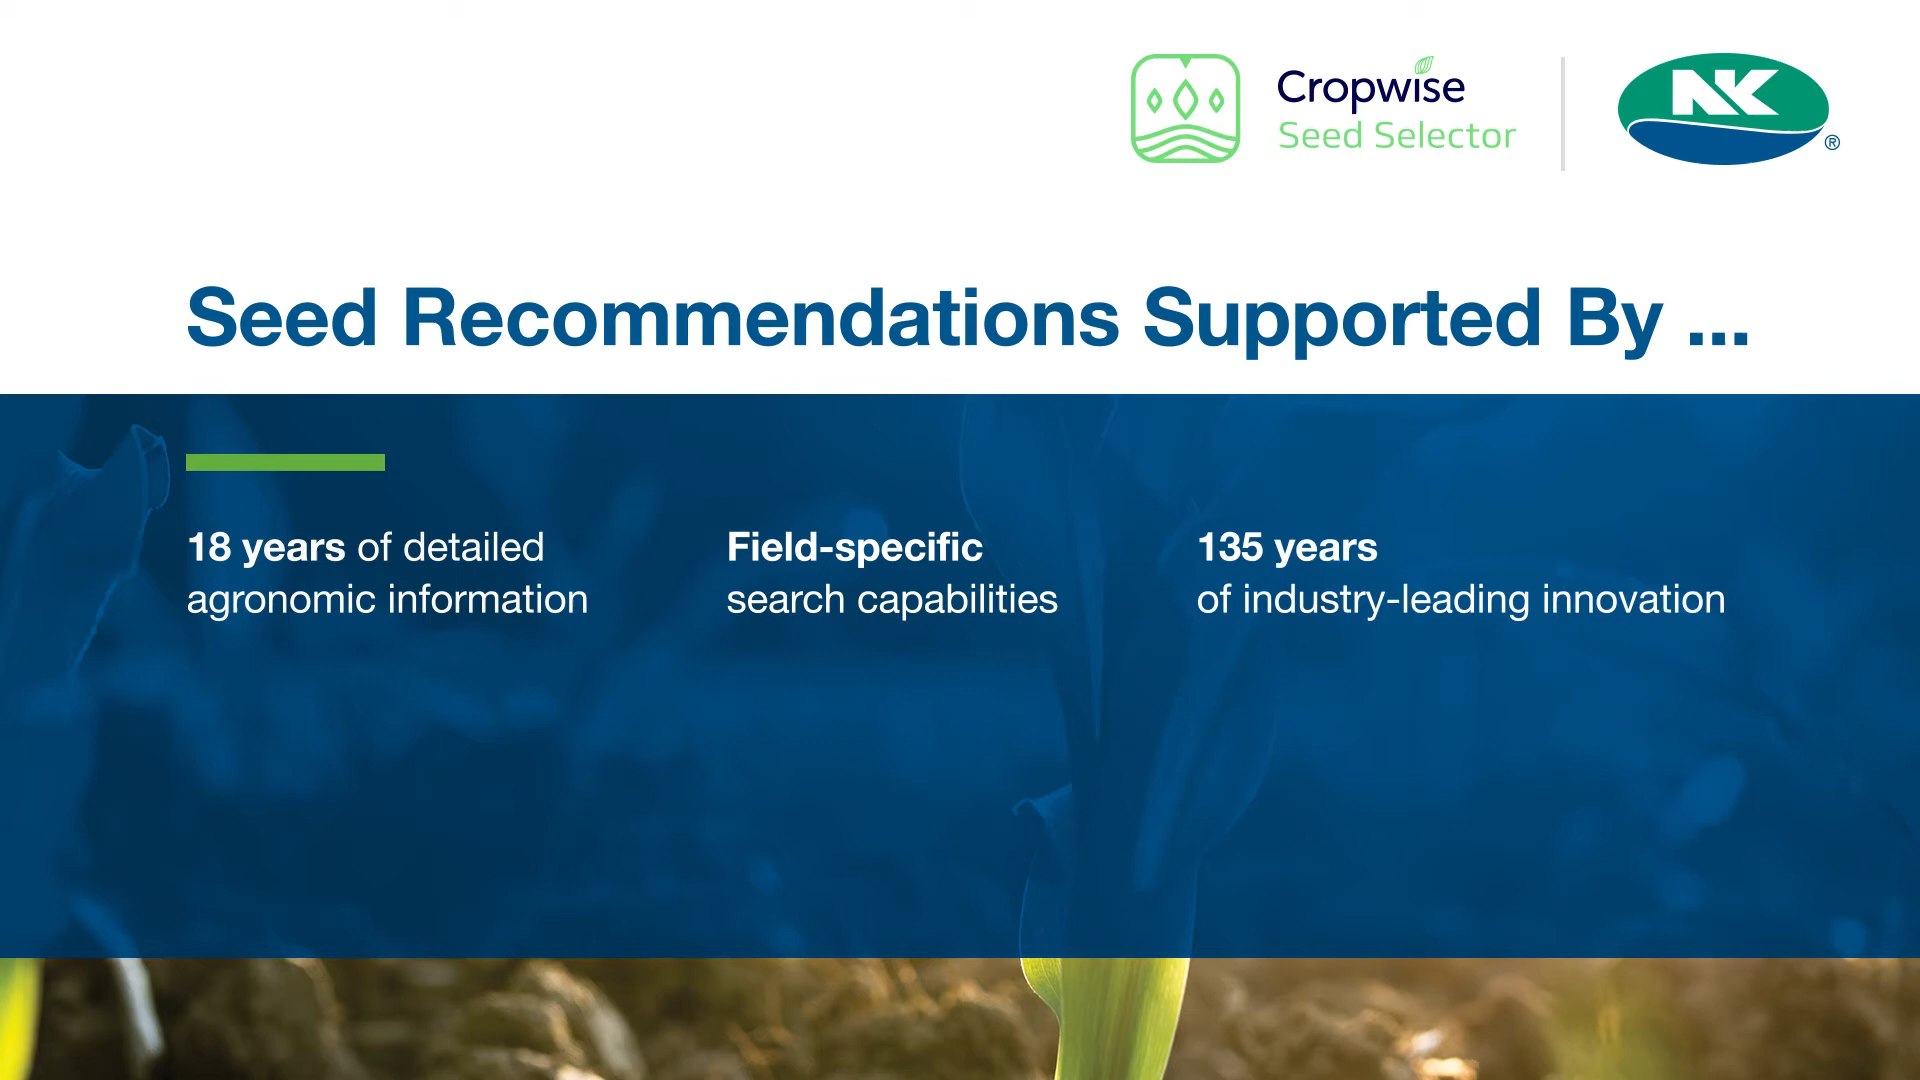 Cropwise
Seed Selector
NK
®
Seed Recommendations Supported By ...
18 years of detailed
agronomic information
Field-specific
search capabilities
135 years
of industry-leading innovation